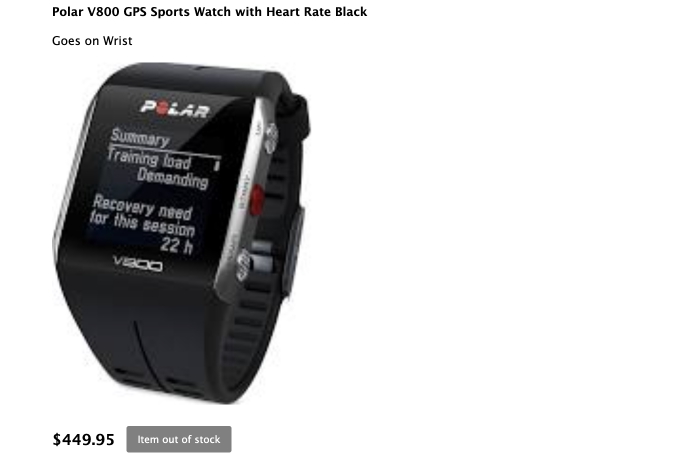 Polar V800 GPS Sports Watch with Heart Rate Black
Goes on Wrist
POLAR
Summary
Training load
Demanding
Recovery need
for this session
22 h
V800
START
$449.95
Item out of stock